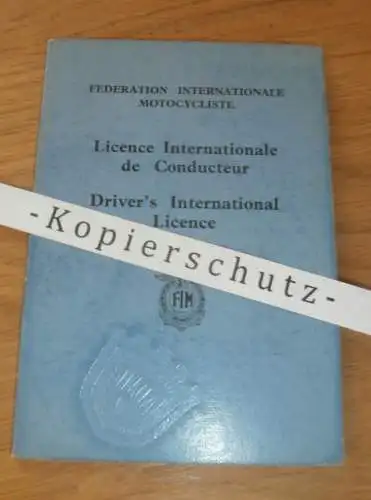 FEDERATION INTERNATIONALE
MOTOCYCLISTE
Licence Internationale
de Conducteur
Driver's International
Licence
-Kopierschutz-
FIM